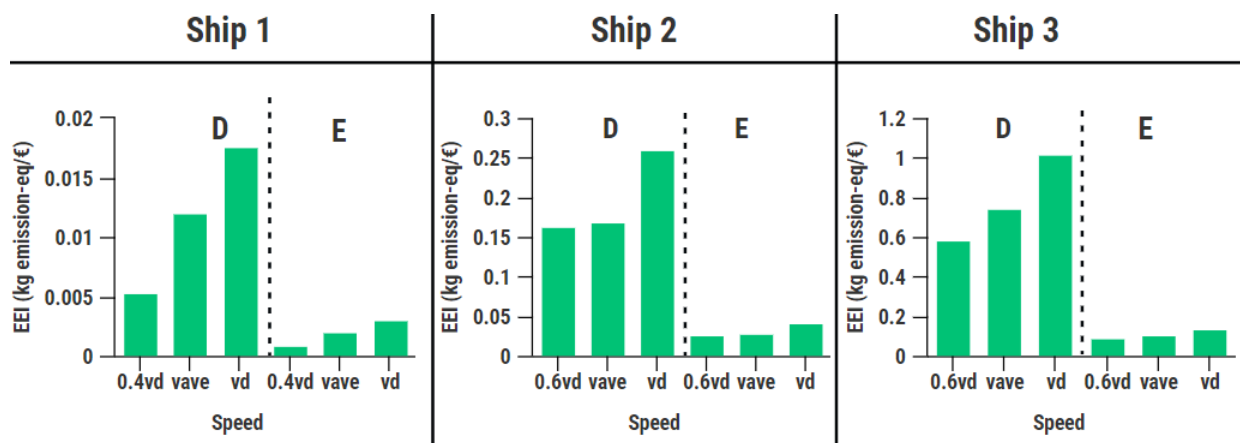 Ship 1
Ship 2
Ship 3
EEI (kg emission-eq/€)
0.02
0.015
0.01
0.005
0
D
E
0.4vd vave vd 0.4vd vave vd
Speed
EEI (kg emission-eq/€)
0.3
0.25
0.2
0.15
0.1
0.05
0
D
E
0.6vd vave vd 0.6vd vave vd
Speed
EEI (kg emission-eq/€)
1.2
1
0.8
0.6
0.4
0.2
0
D
E
0.6vd vave vd 0.6vd vave vd
Speed